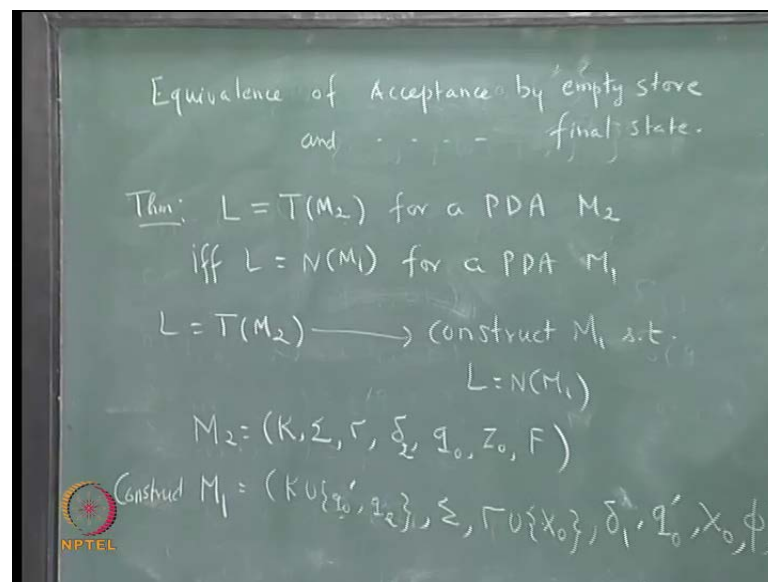 Equivalence of Acceptance by empty store
and - - - - final state.
Thm: L = T(M₂) for a PDA M₂
iff L = N(M₁) for a PDA M₁
L = T(M₂) ⟶ construct M₁ s.t.
L = N(M₁)
M₂ = (K, Σ, Γ, δ₂, q₀, Z₀, F)
Construct M₁ = (K ∪ {q₀', qₑ}, Σ, Γ ∪ {X₀}, δ₁, q₀', X₀, φ
NPTEL